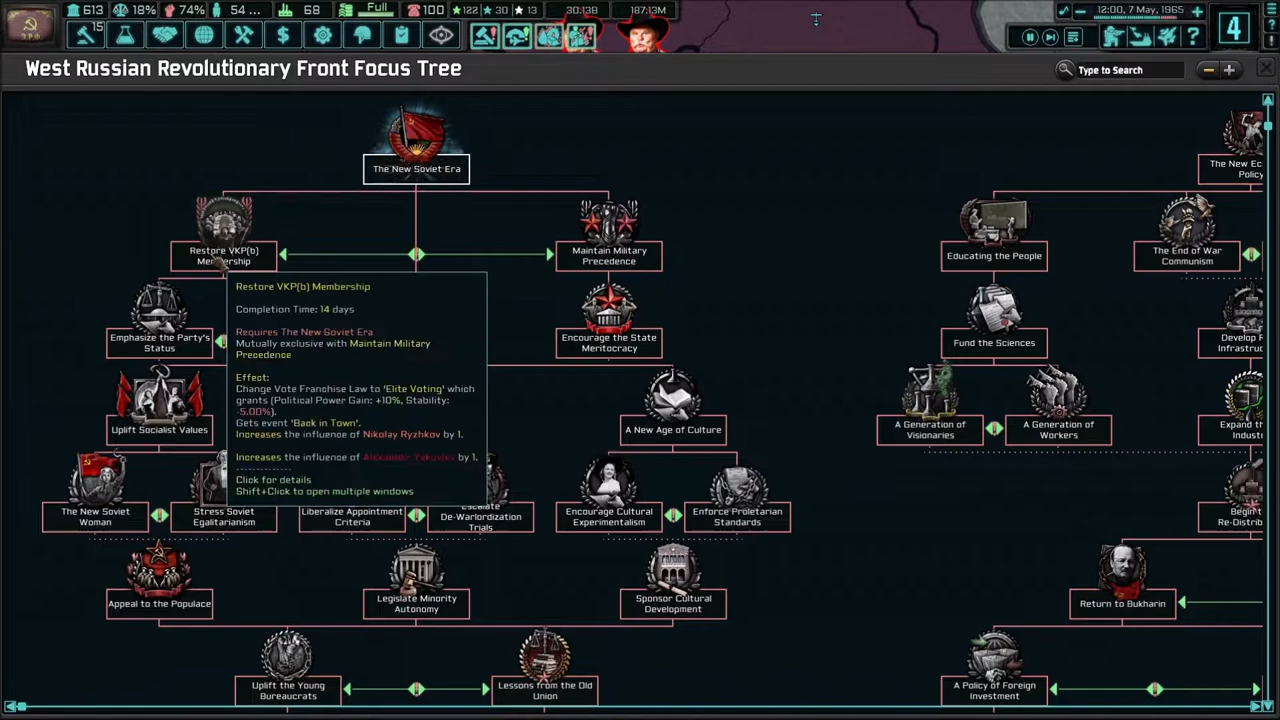 613 18% 74% 54 ... 68 Full 100 122 30 13 30.13B 187.13M 12:00, 7 May, 1965
15 ? 4
West Russian Revolutionary Front Focus Tree
Type to Search
The New Soviet Era
The New Ec
Policy
Restore VKP(b)
Membership
Maintain Military
Precedence
Educating the People
The End of War
Communism
Restore VKP(b) Membership
Completion Time: 14 days
Requires The New Soviet Era
Mutually exclusive with Maintain Military
Precedence
Effect:
Change Vote Franchise Law to 'Elite Voting' which
grants (Political Power Gain: +10%, Stability:
-5.00%).
Gets event 'Back in Town'.
Increases the influence of Nikolay Ryzhkov by 1.
Increases the influence of Alexander Yakovlev by 1.
--------------
Click for details
Shift+Click to open multiple windows
Emphasize the Party's
Status
Encourage the State
Meritocracy
Fund the Sciences
Develop R
Infrastruc
Uplift Socialist Values
A New Age of Culture
A Generation of
Visionaries
A Generation of
Workers
Expand th
Indust
The New Soviet
Woman
Stress Soviet
Egalitarianism
Liberalize Appointment
Criteria
Escalate
De-Warlordization
Trials
Encourage Cultural
Experimentalism
Enforce Proletarian
Standards
Begin
Re-Distrib
Appeal to the Populace
Legislate Minority
Autonomy
Sponsor Cultural
Development
Return to Bukharin
Uplift the Young
Bureaucrats
Lessons from the Old
Union
A Policy of Foreign
Investment